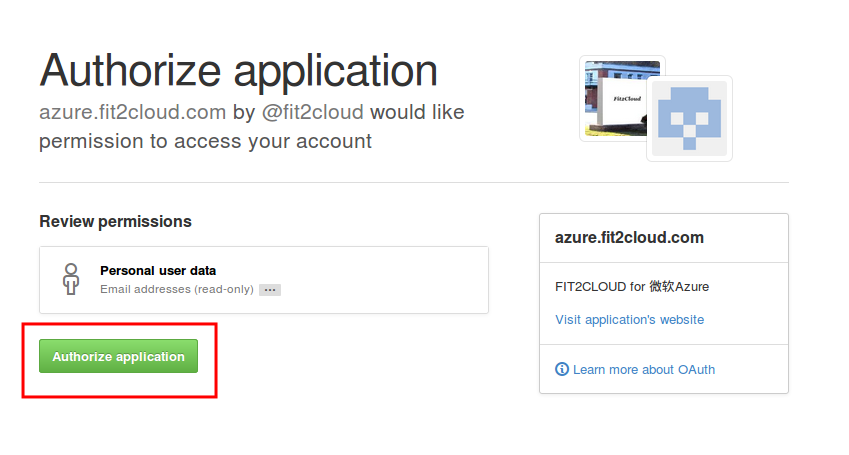 Authorize application
azure.fit2cloud.com by @fit2cloud would like
permission to access your account
Fit2Cloud
Review permissions
Personal user data
Email addresses (read-only) •••
Authorize application
azure.fit2cloud.com
FIT2CLOUD for 微软Azure
Visit application's website
Learn more about OAuth